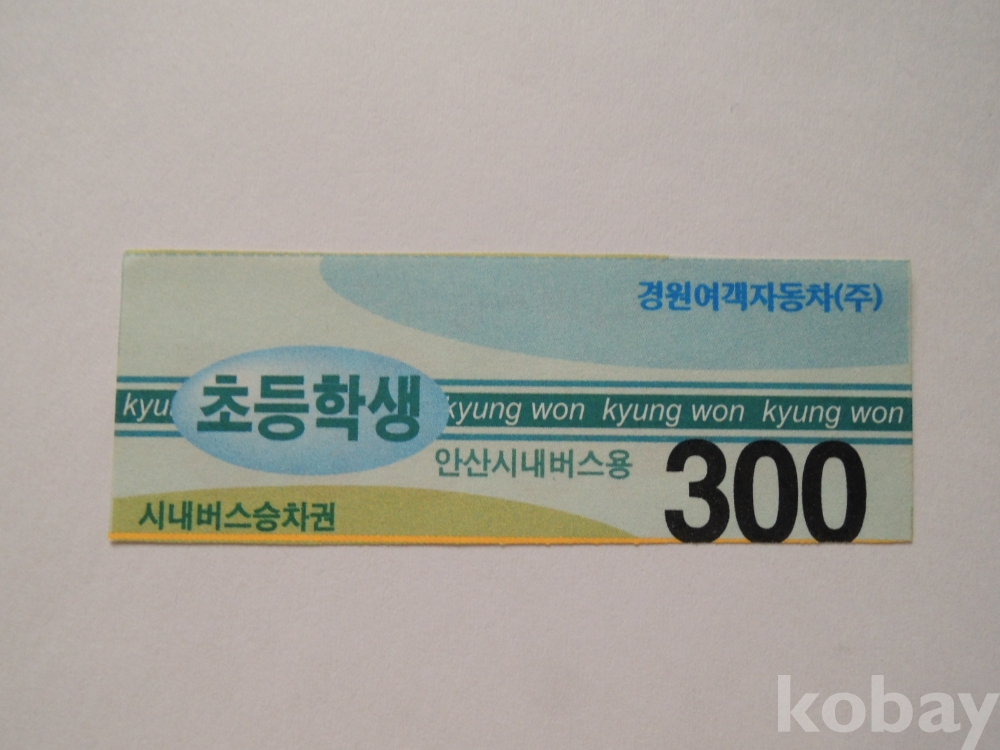 경원여객자동차(주)
kyu
초등학생
kyung won kyung won kyung won
안산시내버스용
300
시내버스승차권
kobay